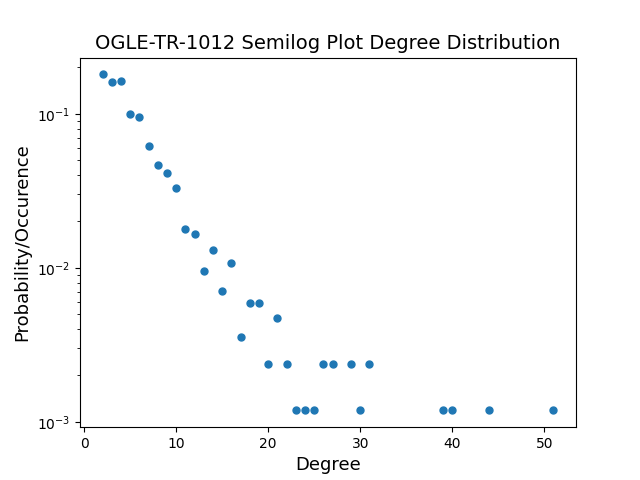 OGLE-TR-1012 Semilog Plot Degree Distribution
Probability/Occurence
10⁻¹
10⁻²
10⁻³
0 10 20 30 40 50
Degree